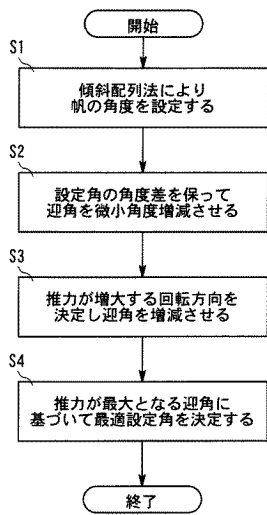 開始
S1
傾斜配列法により
帆の角度を設定する
S2
設定角の角度差を保って
迎角を微小角度増減させる
S3
推力が増大する回転方向を
決定し迎角を増減させる
S4
推力が最大となる迎角に
基づいて最適設定角を決定する
終了